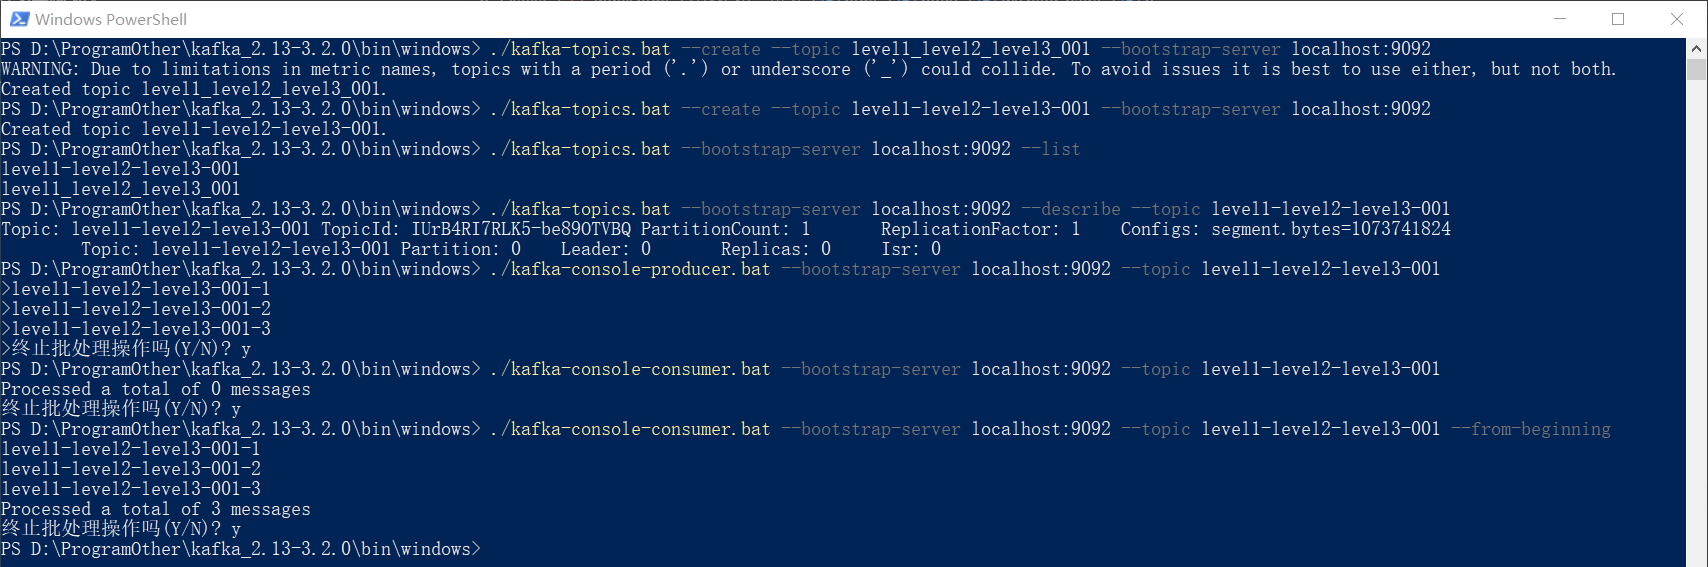 Windows PowerShell
PS D:\ProgramOther\kafka_2.13-3.2.0\bin\windows> ./kafka-topics.bat --create --topic level1_level2_level3_001 --bootstrap-server localhost:9092
WARNING: Due to limitations in metric names, topics with a period ('.') or underscore ('_') could collide. To avoid issues it is best to use either, but not both.
Created topic level1_level2_level3_001.
PS D:\ProgramOther\kafka_2.13-3.2.0\bin\windows> ./kafka-topics.bat --create --topic level1-level2-level3-001 --bootstrap-server localhost:9092
Created topic level1-level2-level3-001.
PS D:\ProgramOther\kafka_2.13-3.2.0\bin\windows> ./kafka-topics.bat --bootstrap-server localhost:9092 --list
level1-level2-level3-001
level1_level2_level3_001
PS D:\ProgramOther\kafka_2.13-3.2.0\bin\windows> ./kafka-topics.bat --bootstrap-server localhost:9092 --describe --topic level1-level2-level3-001
Topic: level1-level2-level3-001 TopicId: IUrB4RI7RLK5-be89OTVBQ PartitionCount: 1 ReplicationFactor: 1 Configs: segment.bytes=1073741824
Topic: level1-level2-level3-001 Partition: 0 Leader: 0 Replicas: 0 Isr: 0
PS D:\ProgramOther\kafka_2.13-3.2.0\bin\windows> ./kafka-console-producer.bat --bootstrap-server localhost:9092 --topic level1-level2-level3-001
>level1-level2-level3-001-1
>level1-level2-level3-001-2
>level1-level2-level3-001-3
>终止批处理操作吗(Y/N)? y
PS D:\ProgramOther\kafka_2.13-3.2.0\bin\windows> ./kafka-console-consumer.bat --bootstrap-server localhost:9092 --topic level1-level2-level3-001
Processed a total of 0 messages
终止批处理操作吗(Y/N)? y
PS D:\ProgramOther\kafka_2.13-3.2.0\bin\windows> ./kafka-console-consumer.bat --bootstrap-server localhost:9092 --topic level1-level2-level3-001 --from-beginning
level1-level2-level3-001-1
level1-level2-level3-001-2
level1-level2-level3-001-3
Processed a total of 3 messages
终止批处理操作吗(Y/N)? y
PS D:\ProgramOther\kafka_2.13-3.2.0\bin\windows>